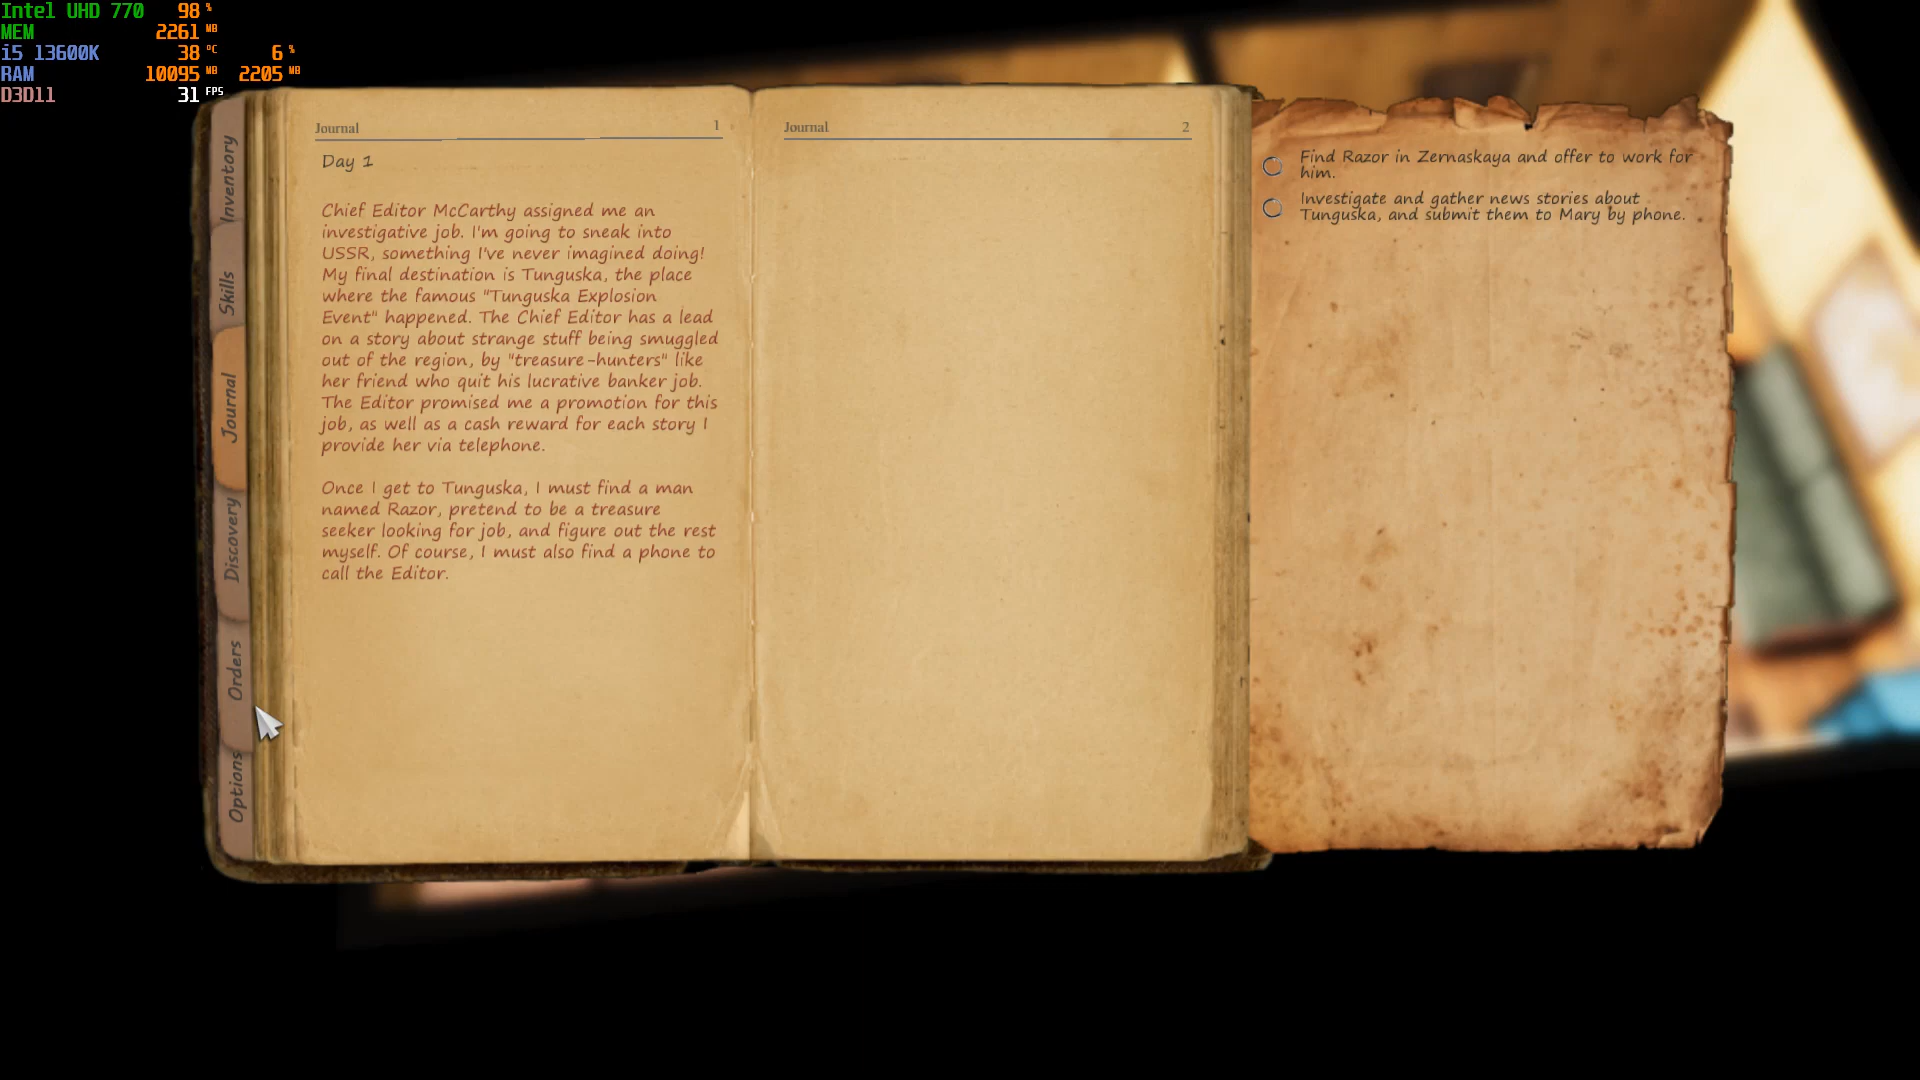 Intel UHD 770 98 %
MEM 2261 MB
i5 13600K 38 °C 6 %
RAM 10095 MB 2205 MB
D3D11 31 FPS
Inventory
Skills
Journal
Discovery
Orders
Options
Journal 1
Day 1
Chief Editor McCarthy assigned me an
investigative job. I'm going to sneak into
USSR, something I've never imagined doing!
My final destination is Tunguska, the place
where the famous "Tunguska Explosion
Event" happened. The Chief Editor has a lead
on a story about strange stuff being smuggled
out of the region, by "treasure-hunters" like
her friend who quit his lucrative banker job.
The Editor promised me a promotion for this
job, as well as a cash reward for each story I
provide her via telephone.
Once I get to Tunguska, I must find a man
named Razor, pretend to be a treasure
seeker looking for job, and figure out the rest
myself. Of course, I must also find a phone to
call the Editor.
Journal 2
Find Razor in Zernaskaya and offer to work for
him.
Investigate and gather news stories about
Tunguska, and submit them to Mary by phone.